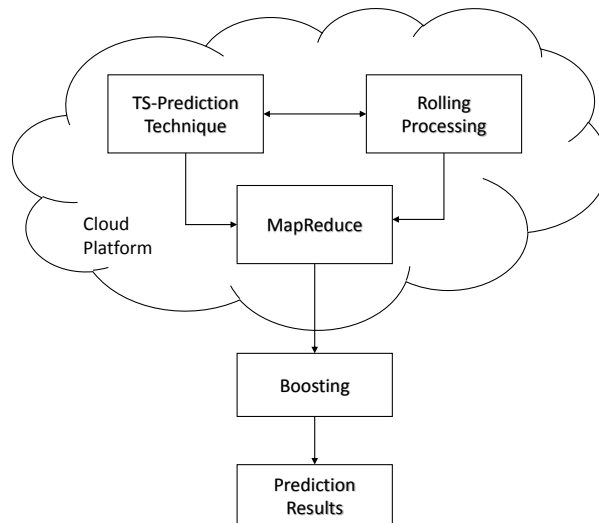 TS-Prediction
Technique
Rolling
Processing
MapReduce
Cloud
Platform
Boosting
Prediction
Results